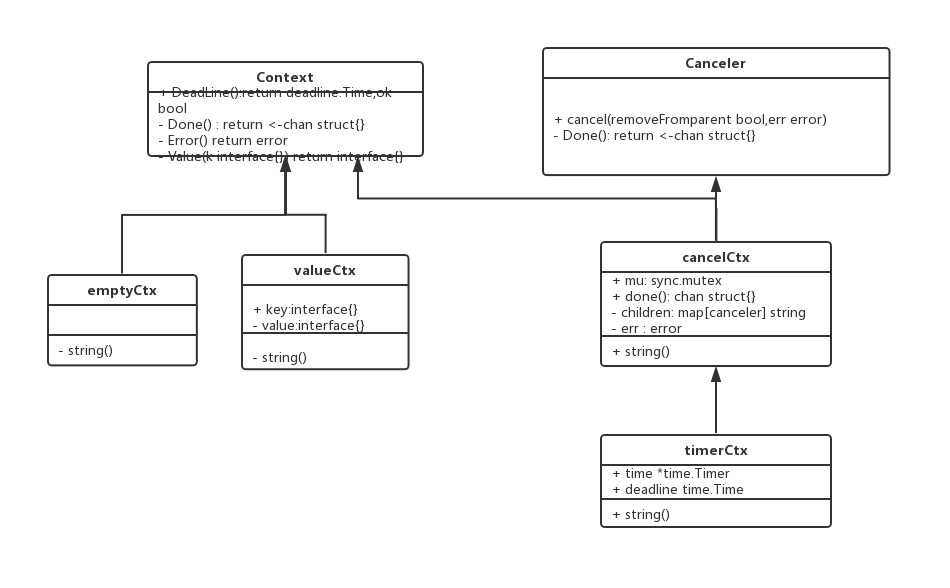 Context
+ DeadLine():return deadline.Time,ok
bool
- Done() : return <-chan struct{}
- Error() return error
- Value(k interface{}) return interface{}
Canceler
+ cancel(removeFromparent bool,err error)
- Done(): return <-chan struct{}
emptyCtx
- string()
valueCtx
+ key:interface{}
- value:interface{}
- string()
cancelCtx
+ mu: sync.mutex
+ done(): chan struct{}
- children: map[canceler] string
- err : error
+ string()
timerCtx
+ time *time.Timer
+ deadline time.Time
+ string()